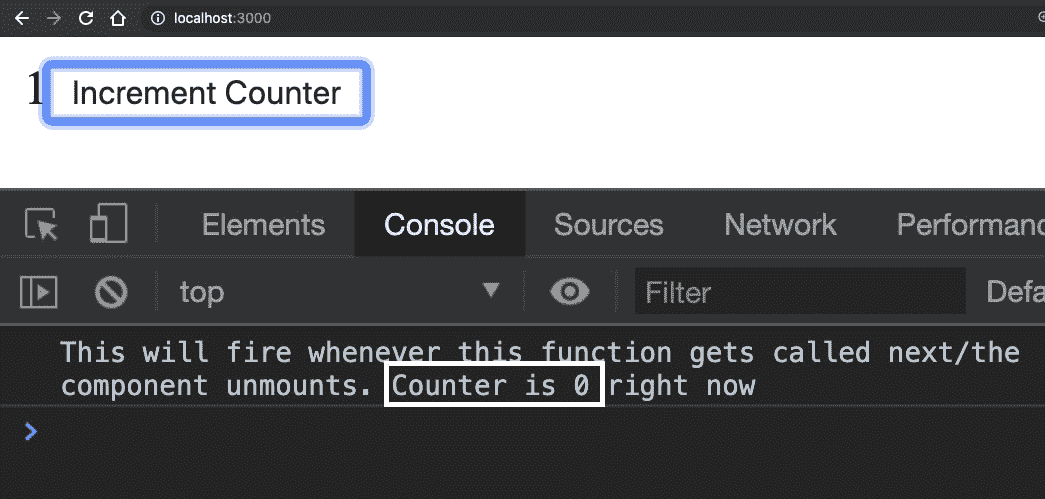 localhost:3000
1 Increment Counter
Elements Console Sources Network Performanc
top Filter Defa
This will fire whenever this function gets called next/the
component unmounts. Counter is 0 right now